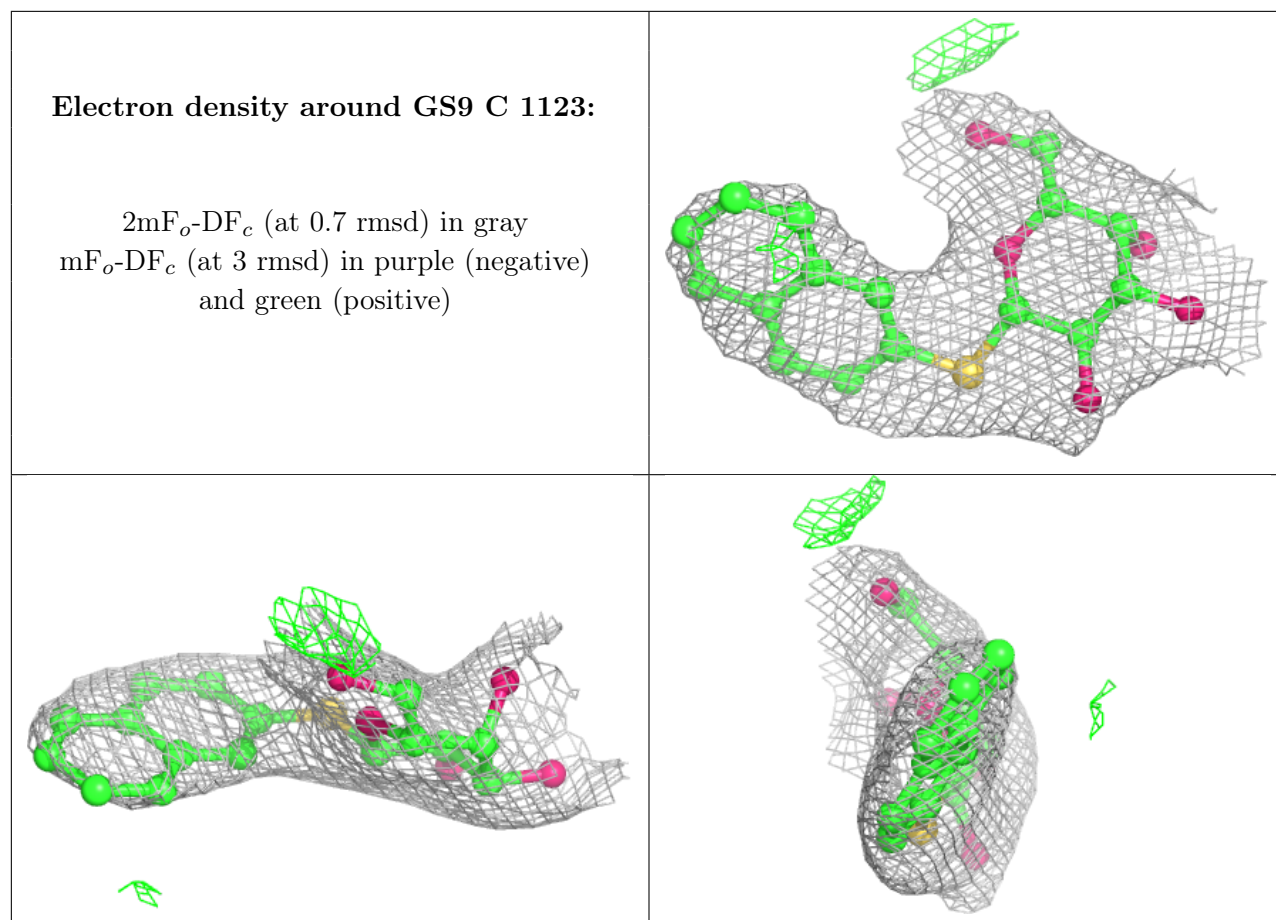 Electron density around GS9 C 1123:
2mFo-DFc (at 0.7 rmsd) in gray
mFo-DFc (at 3 rmsd) in purple (negative)
and green (positive)